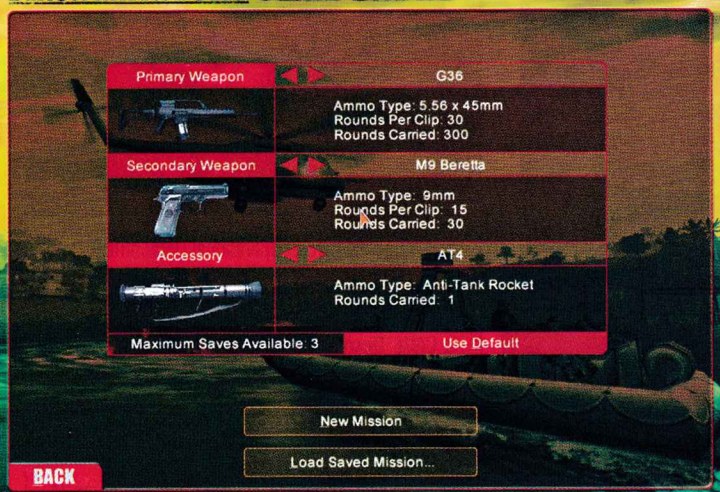 Primary Weapon
G36
Ammo Type: 5.56 x 45mm
Rounds Per Clip: 30
Rounds Carried: 300
Secondary Weapon
M9 Beretta
Ammo Type: 9mm
Rounds Per Clip: 15
Rounds Carried: 30
Accessory
AT4
Ammo Type: Anti-Tank Rocket
Rounds Carried: 1
Maximum Saves Available: 3
Use Default
New Mission
Load Saved Mission...
BACK